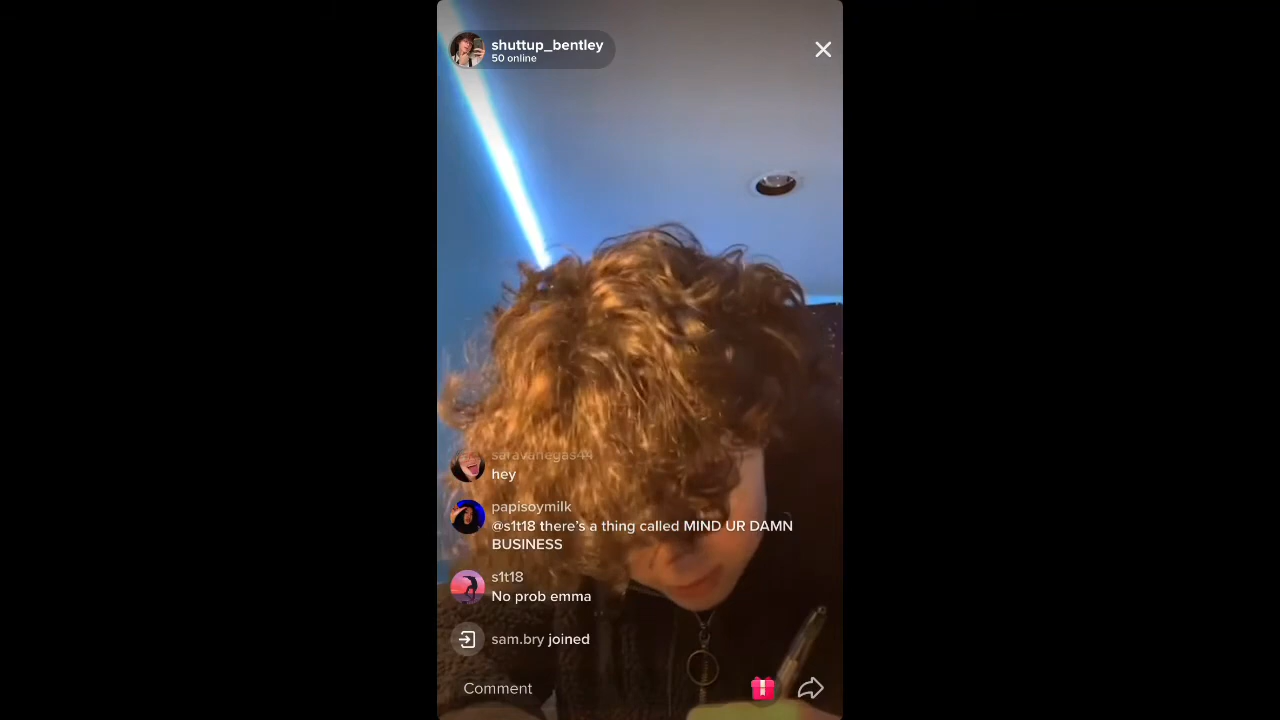 shuttup_bentley
50 online
saravanegas44
hey
papisoymilk
@s1t18 there's a thing called MIND UR DAMN
BUSINESS
s1t18
No prob emma
sam.bry joined
Comment